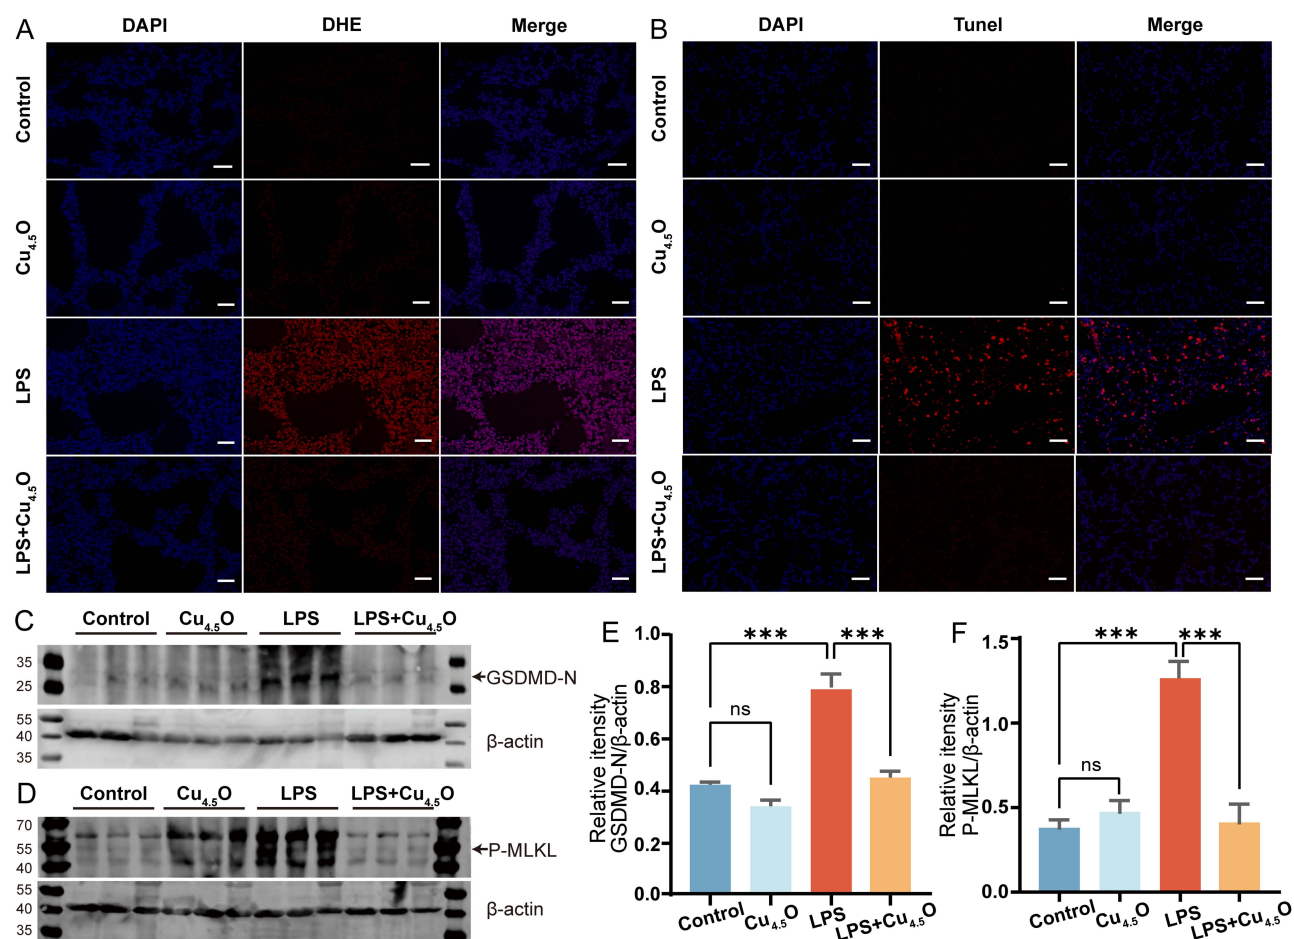 A
DAPI DHE Merge
Control
Cu4.5O
LPS
LPS+Cu4.5O
B
DAPI Tunel Merge
Control
Cu4.5O
LPS
LPS+Cu4.5O
C
Control Cu4.5O LPS LPS+Cu4.5O
35
25
GSDMD-N
55
40
35
β-actin
D
Control Cu4.5O LPS LPS+Cu4.5O
70
55
40
P-MLKL
55
40
35
β-actin
E
Relative itensity
GSDMD-N/β-actin
1.0
0.8
0.6
0.4
0.2
0.0
ns
*** ***
Control Cu4.5O LPS LPS+Cu4.5O
F
Relative itensity
P-MLKL/β-actin
1.5
1.0
0.5
0.0
ns
*** ***
Control Cu4.5O LPS LPS+Cu4.5O